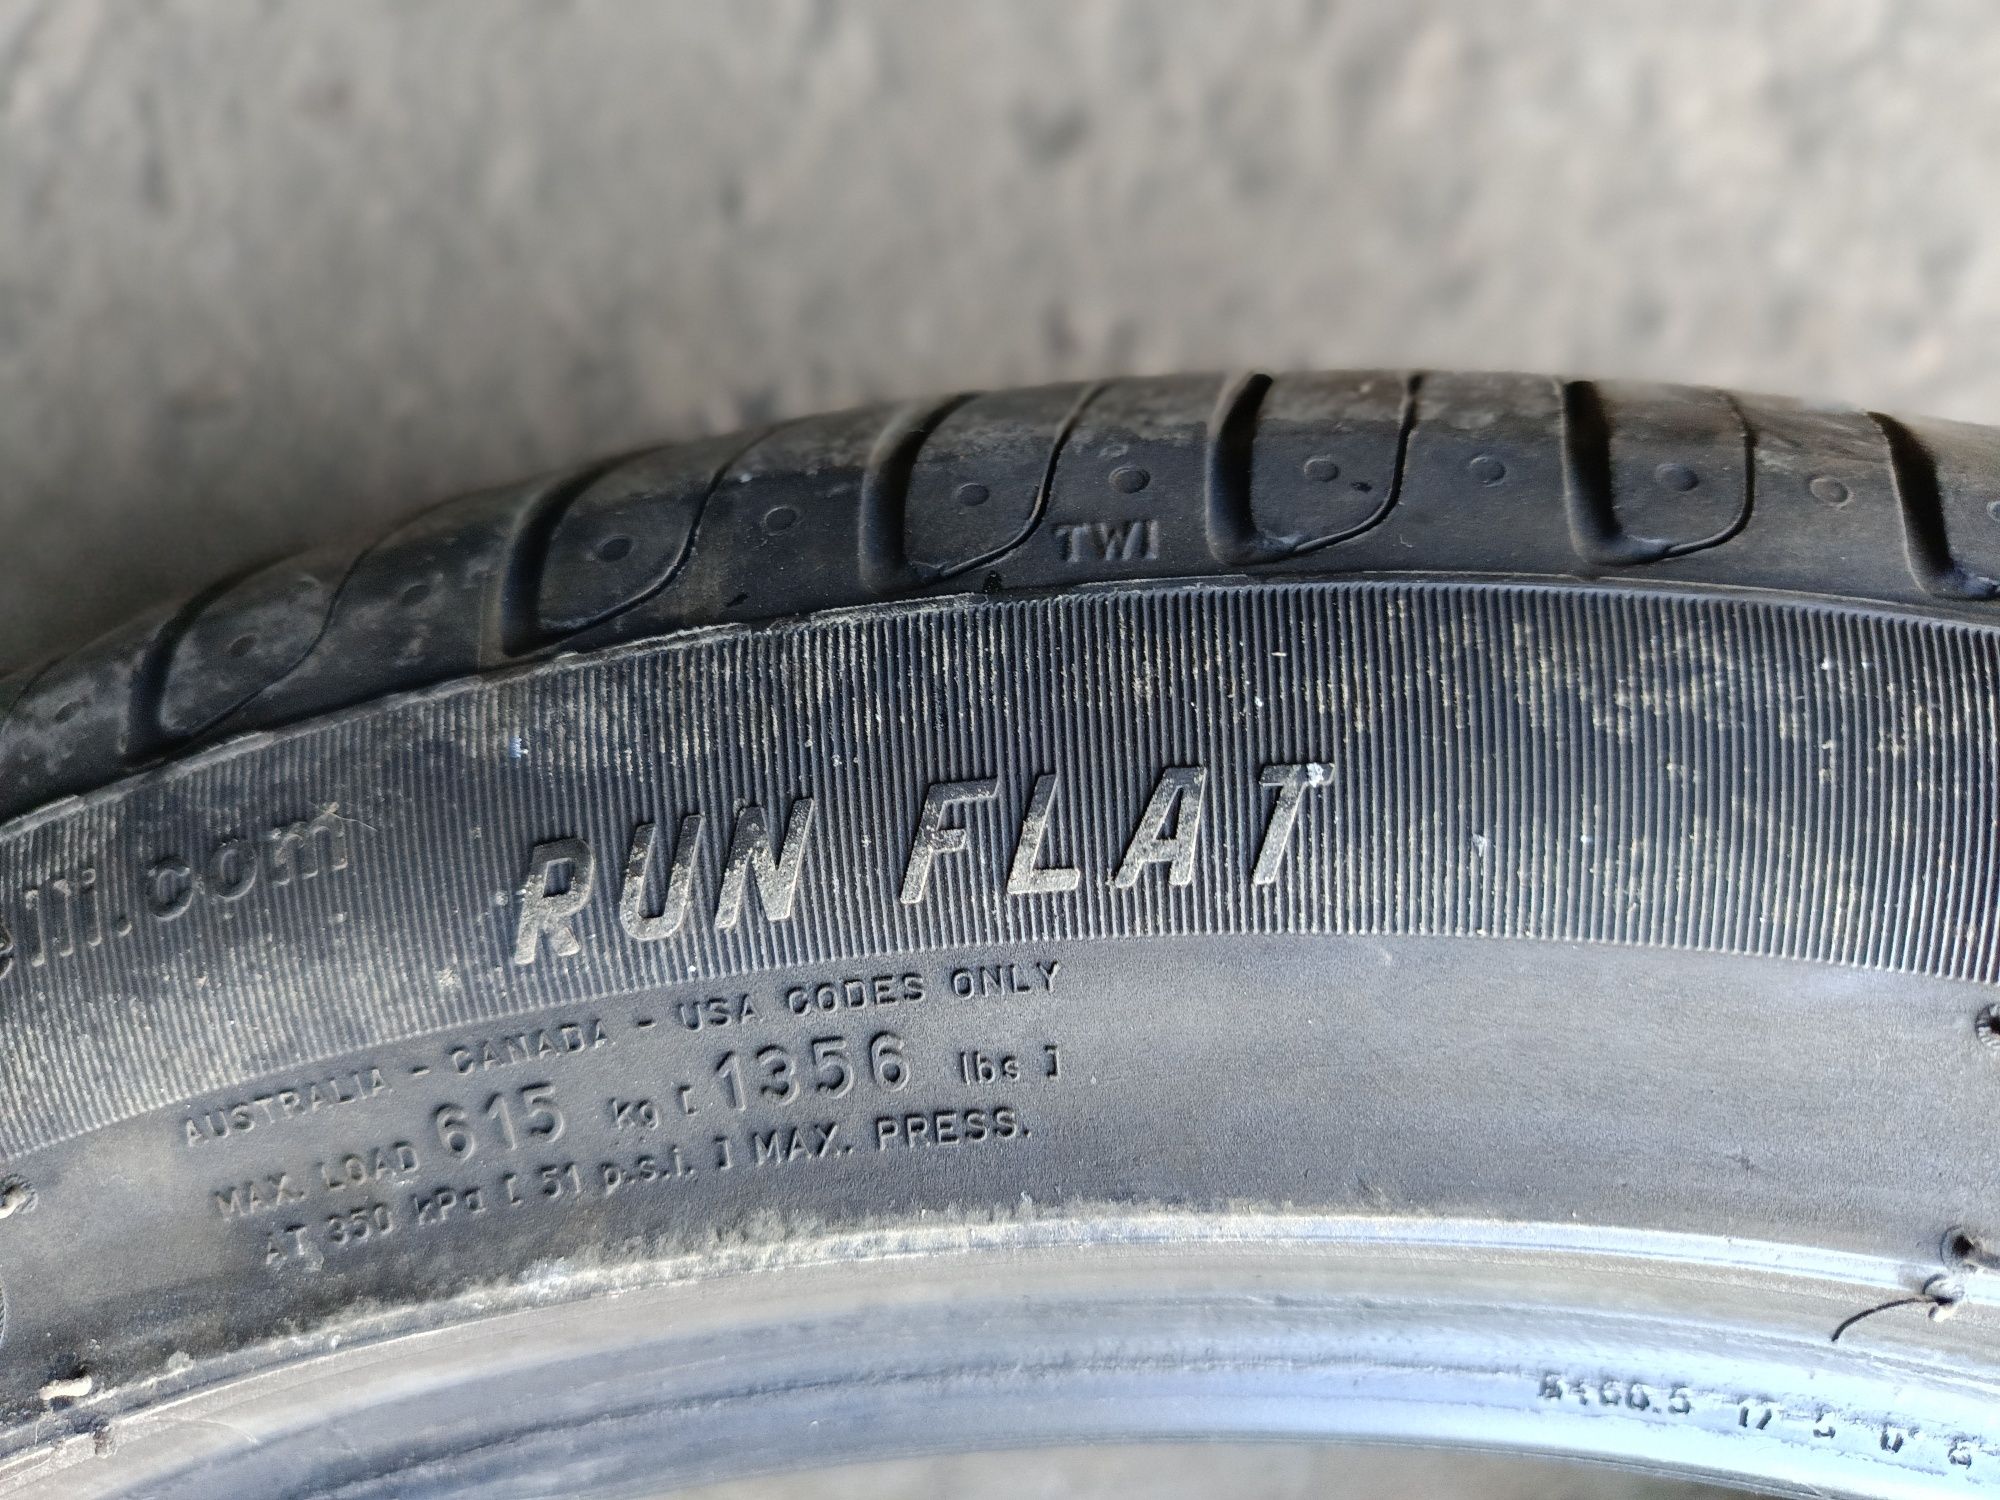 TWI
elli.com
RUN FLAT
AUSTRALIA - CANADA - USA CODES ONLY
MAX. LOAD 615 kg [ 1356 lbs ]
AT 350 kPa [ 51 p.s.i. ] MAX. PRESS.